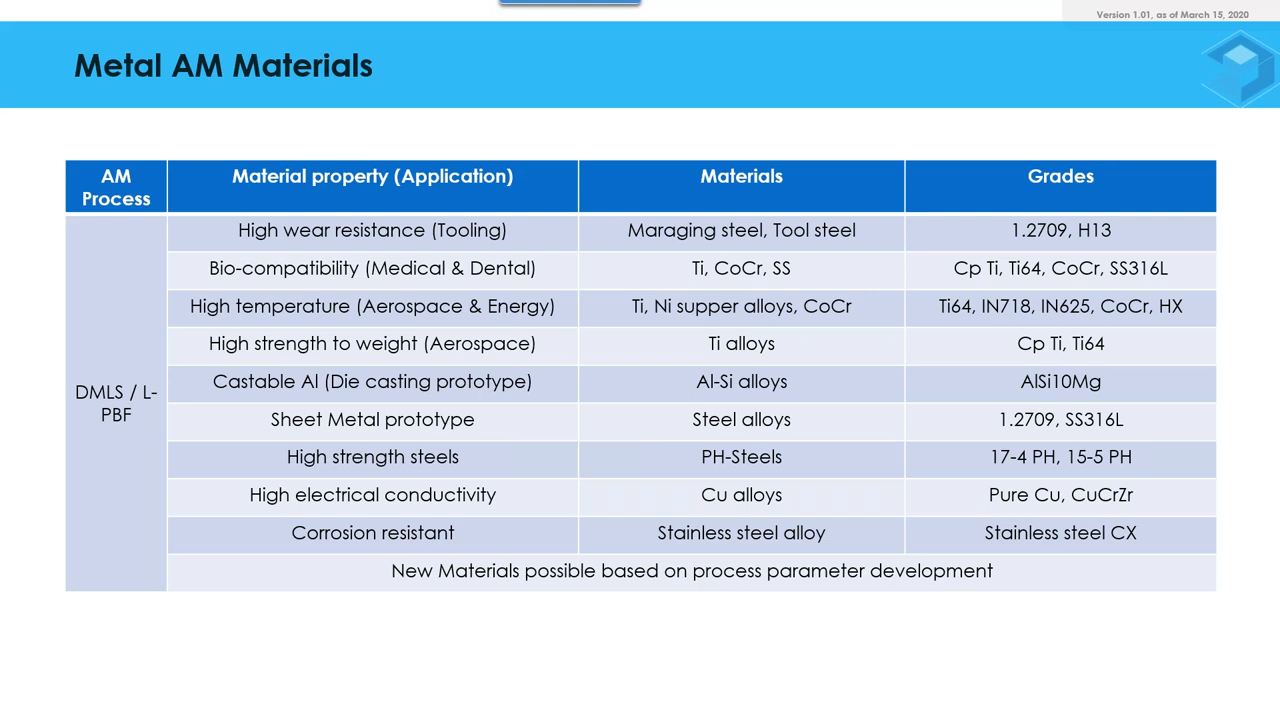 Version 1.01, as of March 15, 2020
Metal AM Materials
AM Process
Material property (Application)
Materials
Grades
DMLS / L-PBF
High wear resistance (Tooling)
Maraging steel, Tool steel
1.2709, H13
Bio-compatibility (Medical & Dental)
Ti, CoCr, SS
Cp Ti, Ti64, CoCr, SS316L
High temperature (Aerospace & Energy)
Ti, Ni supper alloys, CoCr
Ti64, IN718, IN625, CoCr, HX
High strength to weight (Aerospace)
Ti alloys
Cp Ti, Ti64
Castable Al (Die casting prototype)
Al-Si alloys
AlSi10Mg
Sheet Metal prototype
Steel alloys
1.2709, SS316L
High strength steels
PH-Steels
17-4 PH, 15-5 PH
High electrical conductivity
Cu alloys
Pure Cu, CuCrZr
Corrosion resistant
Stainless steel alloy
Stainless steel CX
New Materials possible based on process parameter development